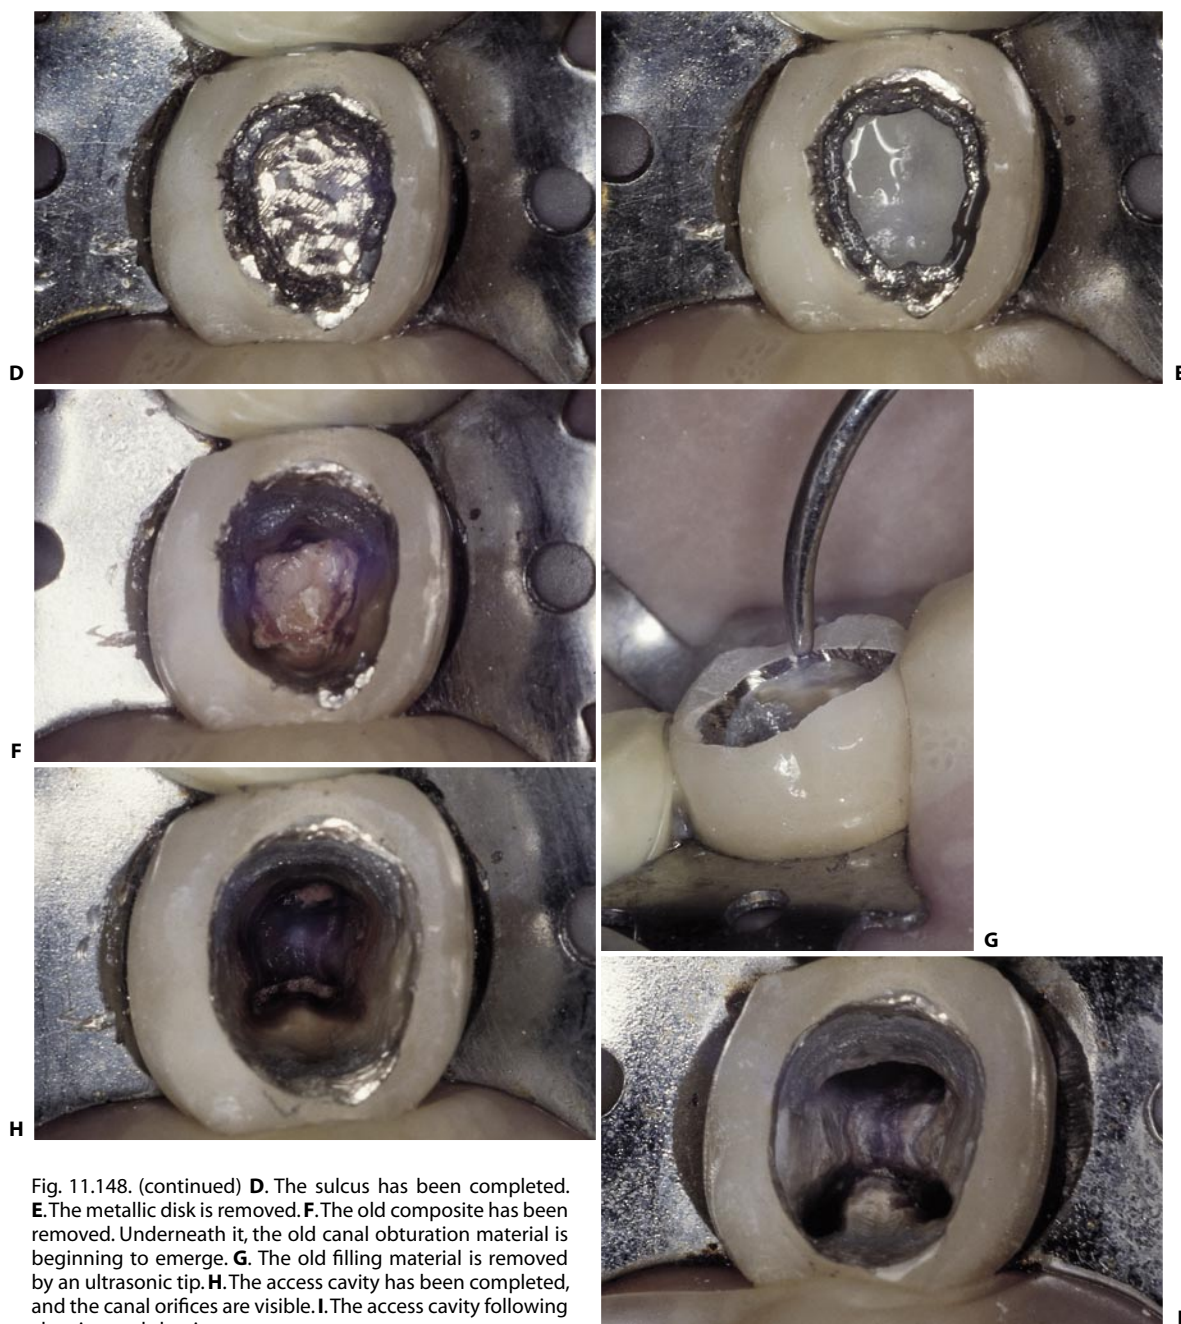 D
E
F
G
H
Fig. 11.148. (continued) D. The sulcus has been completed.
E. The metallic disk is removed. F. The old composite has been
removed. Underneath it, the old canal obturation material is
beginning to emerge. G. The old filling material is removed
by an ultrasonic tip. H. The access cavity has been completed,
and the canal orifices are visible. I. The access cavity following